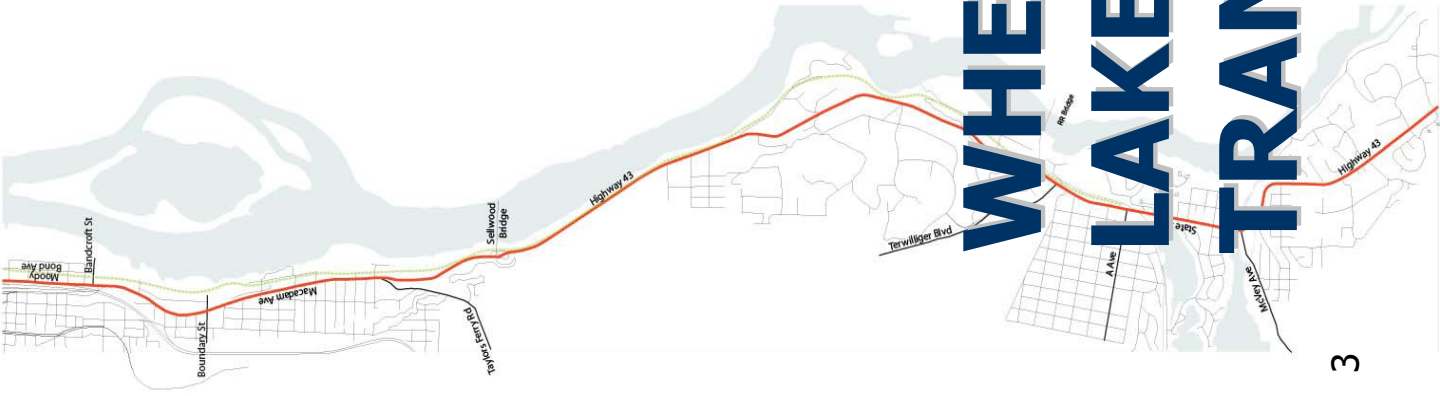 WHE
LAKE
TRAN
Moody
Bond Ave
Bandcroft St
Boundary St
Macadam Ave
Taylors Ferry Rd
Sellwood
Bridge
Highway 43
Terwilliger Blvd
RR Bridge
A Ave
State
McVey Ave
Highway 43
3